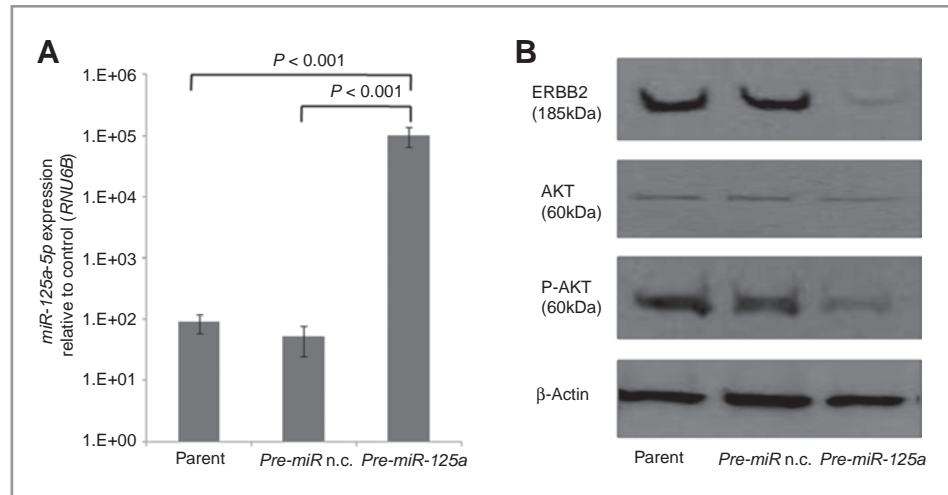 A
P < 0.001
P < 0.001
1.E+06
1.E+05
1.E+04
1.E+03
1.E+02
1.E+01
1.E+00
miR-125a-5p expression
relative to control (RNU6B)
Parent Pre-miR n.c. Pre-miR-125a
B
ERBB2
(185kDa)
AKT
(60kDa)
P-AKT
(60kDa)
β-Actin
Parent Pre-miR n.c. Pre-miR-125a